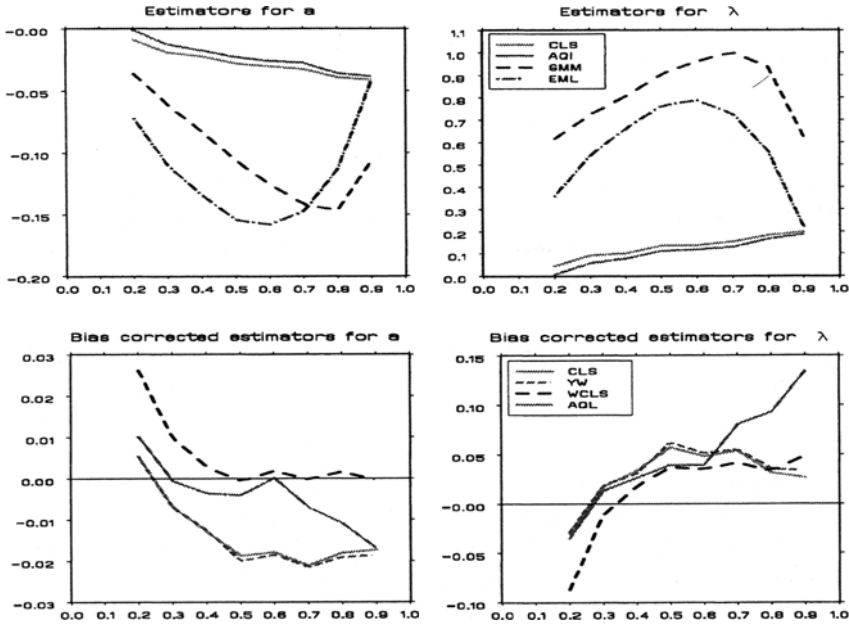 Estimators for a
-0.00
-0.05
-0.10
-0.15
-0.20
0.0 0.1 0.2 0.3 0.4 0.5 0.6 0.7 0.8 0.9 1.0
Estimators for λ
1.1
1.0
0.9
0.8
0.7
0.6
0.5
0.4
0.3
0.2
0.1
0.0
CLS
AQI
GMM
EML
0.0 0.1 0.2 0.3 0.4 0.5 0.6 0.7 0.8 0.9 1.0
Bias corrected estimators for a
0.03
0.02
0.01
0.00
-0.01
-0.02
-0.03
0.0 0.1 0.2 0.3 0.4 0.5 0.6 0.7 0.8 0.9 1.0
Bias corrected estimators for λ
0.15
0.10
0.05
-0.00
-0.05
-0.10
CLS
YW
WCLS
AQL
0.0 0.1 0.2 0.3 0.4 0.5 0.6 0.7 0.8 0.9 1.0